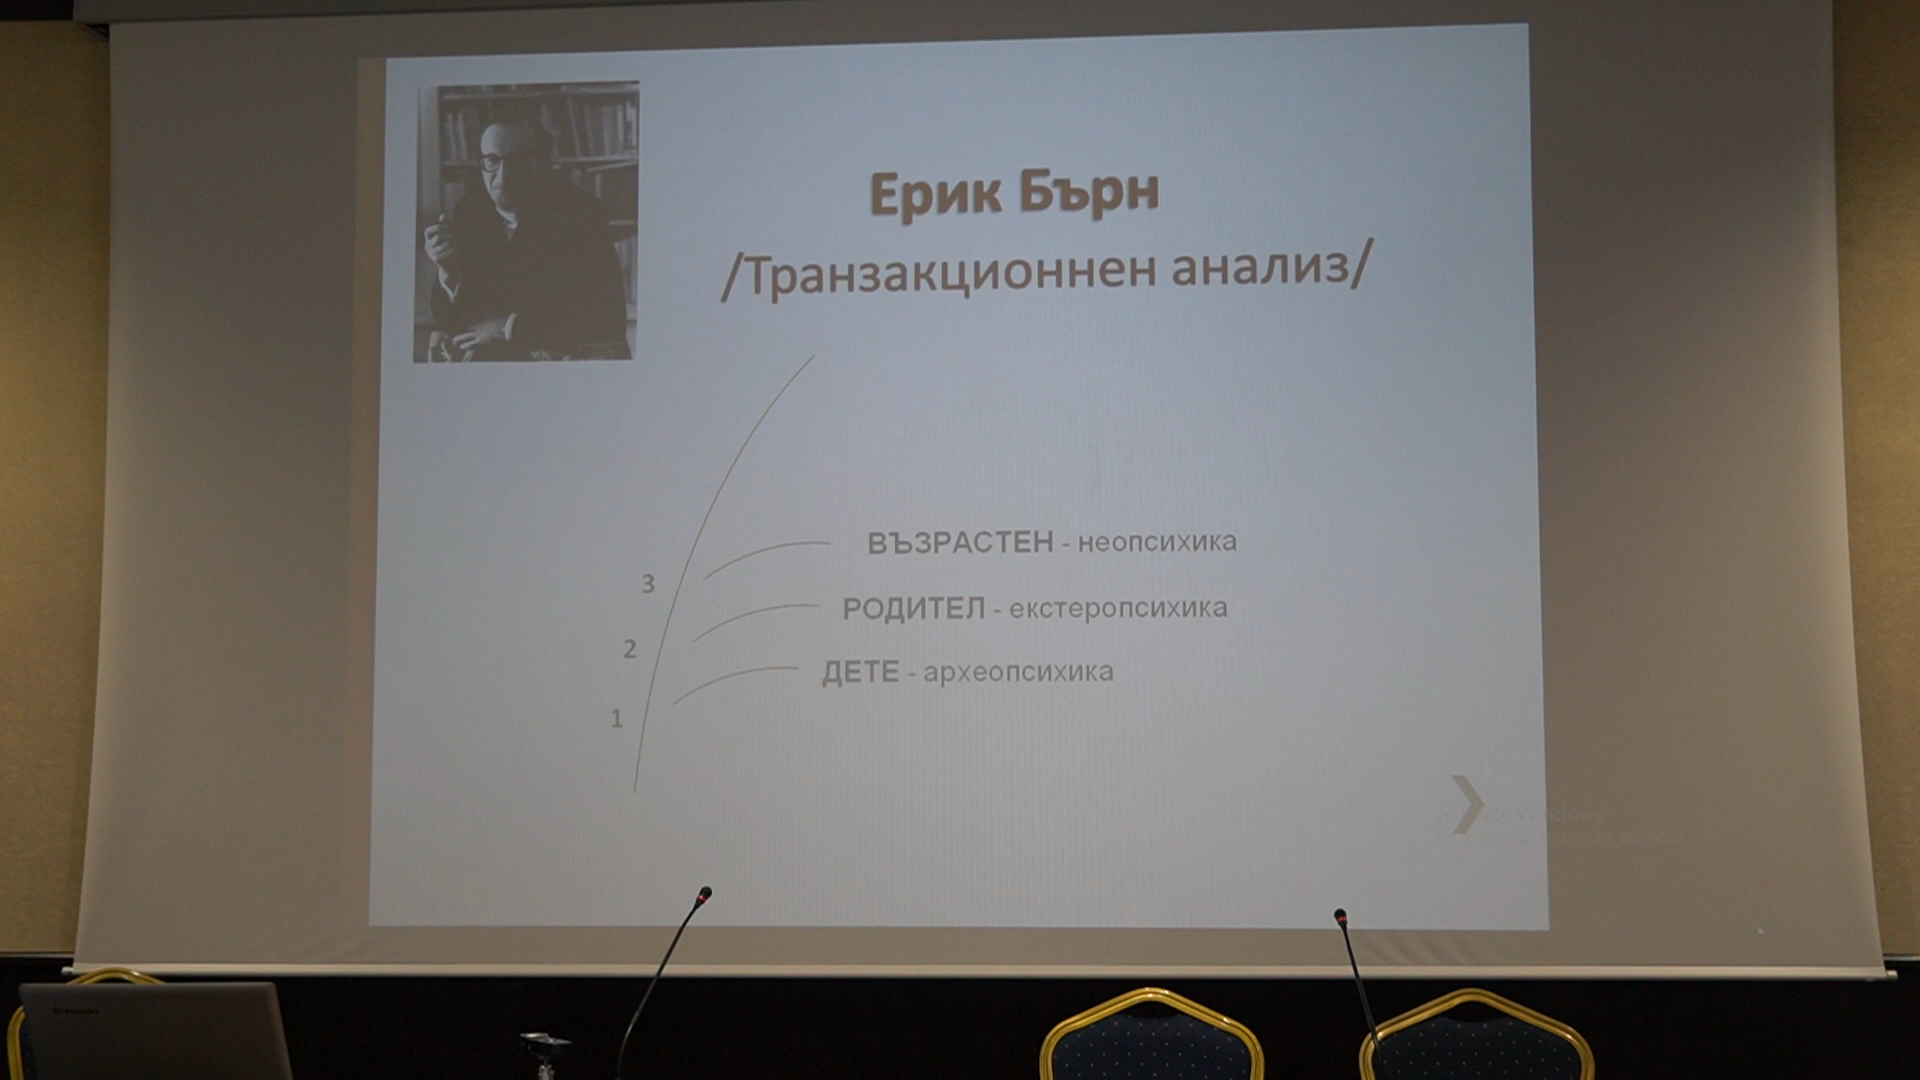 Ерик Бърн
/Транзакционнен анализ/
3
ВЪЗРАСТЕН - неопсихика
2
РОДИТЕЛ - екстеропсихика
1
ДЕТЕ - археопсихика